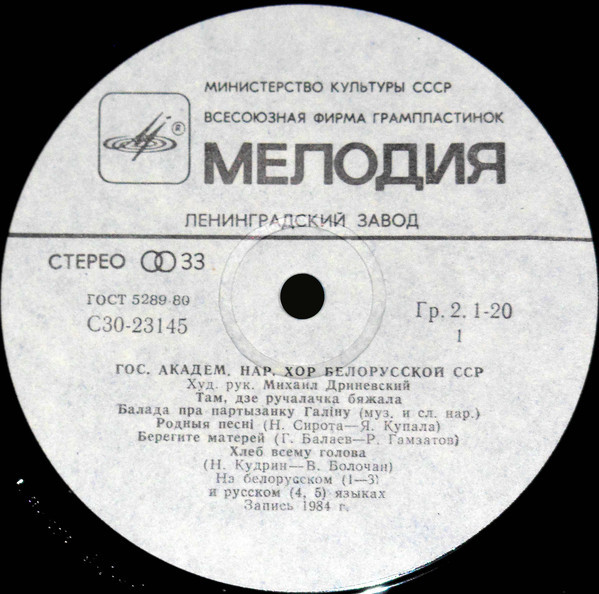 МИНИСТЕРСТВО КУЛЬТУРЫ СССР
ВСЕСОЮЗНАЯ ФИРМА ГРАМПЛАСТИНОК
®
МЕЛОДИЯ
ЛЕНИНГРАДСКИЙ ЗАВОД
СТЕРЕО 33
ГОСТ 5289-80
С30-23145
Гр. 2. 1-20
1
ГОС. АКАДЕМ. НАР. ХОР БЕЛОРУССКОЙ ССР
Худ. рук. Михаил Дриневский
Там, дзе ручалачка бяжала
Балада пра партызанку Галіну (муз. и сл. нар.)
Родныя песні (Н. Сирота—Я. Купала)
Берегите матерей (Г. Балаев—Р. Гамзатов)
Хлеб всему голова
(Н. Кудрин—В. Болочан)
На белорусском (1—3)
и русском (4, 5) языках
Запись 1984 г.